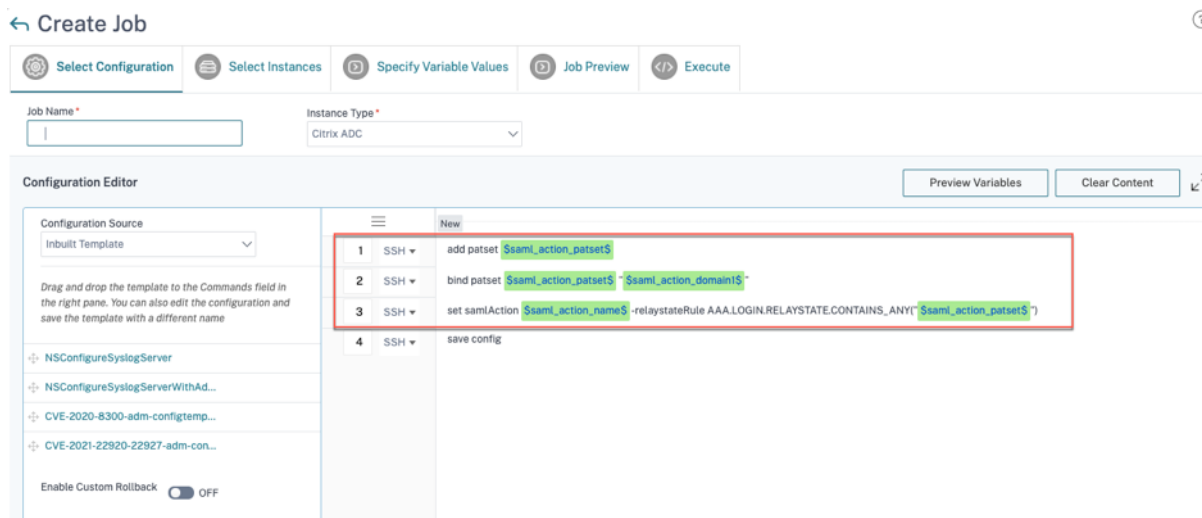 Create Job
Select Configuration
Select Instances
Specify Variable Values
Job Preview
Execute
Job Name*
Instance Type*
Citrix ADC
Configuration Editor
Preview Variables
Clear Content
Configuration Source
Inbuilt Template
Drag and drop the template to the Commands field in
the right pane. You can also edit the configuration and
save the template with a different name
NSConfigureSyslogServer
NSConfigureSyslogServerWithAd...
CVE-2020-8300-adm-configtemp...
CVE-2021-22920-22927-adm-con...
Enable Custom Rollback OFF
New
1 SSH add patset $saml_action_patset$
2 SSH bind patset $saml_action_patset$ "$saml_action_domain1$"
3 SSH set samlAction $saml_action_name$ -relaystateRule AAA.LOGIN.RELAYSTATE.CONTAINS_ANY("$saml_action_patset$")
4 SSH save config